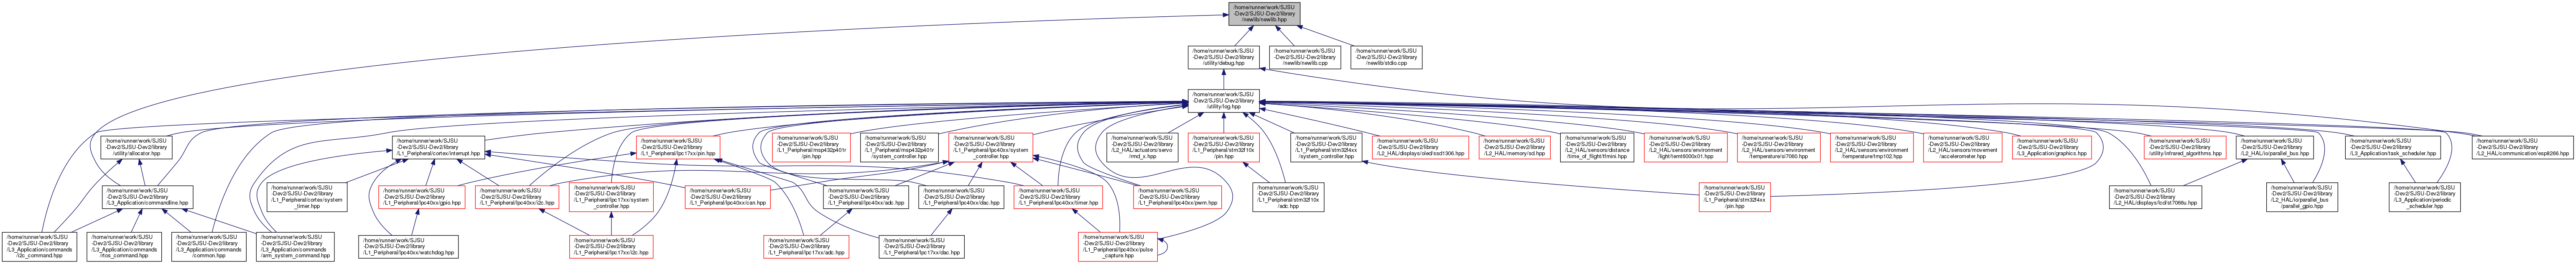 /home/runner/work/SJSU
-Dev2/SJSU-Dev2/library
/newlib/newlib.hpp
/home/runner/work/SJSU
-Dev2/SJSU-Dev2/library
/utility/debug.hpp
/home/runner/work/SJSU
-Dev2/SJSU-Dev2/library
/newlib/newlib.cpp
/home/runner/work/SJSU
-Dev2/SJSU-Dev2/library
/newlib/stdio.cpp
/home/runner/work/SJSU
-Dev2/SJSU-Dev2/library
/utility/log.hpp
/home/runner/work/SJSU
-Dev2/SJSU-Dev2/library
/utility/allocator.hpp
/home/runner/work/SJSU
-Dev2/SJSU-Dev2/library
/L1_Peripheral/cortex/interrupt.hpp
/home/runner/work/SJSU
-Dev2/SJSU-Dev2/library
/L1_Peripheral/lpc17xx/pin.hpp
/home/runner/work/SJSU
-Dev2/SJSU-Dev2/library
/L1_Peripheral/msp432p401r
/pin.hpp
/home/runner/work/SJSU
-Dev2/SJSU-Dev2/library
/L1_Peripheral/msp432p401r
/system_controller.hpp
/home/runner/work/SJSU
-Dev2/SJSU-Dev2/library
/L1_Peripheral/lpc40xx/system
_controller.hpp
/home/runner/work/SJSU
-Dev2/SJSU-Dev2/library
/L2_HAL/actuators/servo
/rmd_x.hpp
/home/runner/work/SJSU
-Dev2/SJSU-Dev2/library
/L1_Peripheral/stm32f10x
/pin.hpp
/home/runner/work/SJSU
-Dev2/SJSU-Dev2/library
/L1_Peripheral/stm32f4xx
/system_controller.hpp
/home/runner/work/SJSU
-Dev2/SJSU-Dev2/library
/L2_HAL/displays/oled/ssd1306.hpp
/home/runner/work/SJSU
-Dev2/SJSU-Dev2/library
/L2_HAL/memory/sd.hpp
/home/runner/work/SJSU
-Dev2/SJSU-Dev2/library
/L2_HAL/sensors/distance
/time_of_flight/tfmini.hpp
/home/runner/work/SJSU
-Dev2/SJSU-Dev2/library
/L2_HAL/sensors/environment
/light/temt6000x01.hpp
/home/runner/work/SJSU
-Dev2/SJSU-Dev2/library
/L2_HAL/sensors/environment
/temperature/si7060.hpp
/home/runner/work/SJSU
-Dev2/SJSU-Dev2/library
/L2_HAL/sensors/environment
/temperature/tmp102.hpp
/home/runner/work/SJSU
-Dev2/SJSU-Dev2/library
/L2_HAL/sensors/movement
/accelerometer.hpp
/home/runner/work/SJSU
-Dev2/SJSU-Dev2/library
/L3_Application/graphics.hpp
/home/runner/work/SJSU
-Dev2/SJSU-Dev2/library
/utility/infrared_algorithms.hpp
/home/runner/work/SJSU
-Dev2/SJSU-Dev2/library
/L2_HAL/io/parallel_bus.hpp
/home/runner/work/SJSU
-Dev2/SJSU-Dev2/library
/L3_Application/task_scheduler.hpp
/home/runner/work/SJSU
-Dev2/SJSU-Dev2/library
/L2_HAL/communication/esp8266.hpp
/home/runner/work/SJSU
-Dev2/SJSU-Dev2/library
/L3_Application/commandline.hpp
/home/runner/work/SJSU
-Dev2/SJSU-Dev2/library
/L1_Peripheral/cortex/system
_timer.hpp
/home/runner/work/SJSU
-Dev2/SJSU-Dev2/library
/L1_Peripheral/lpc40xx/gpio.hpp
/home/runner/work/SJSU
-Dev2/SJSU-Dev2/library
/L1_Peripheral/lpc40xx/i2c.hpp
/home/runner/work/SJSU
-Dev2/SJSU-Dev2/library
/L1_Peripheral/lpc17xx/system
_controller.hpp
/home/runner/work/SJSU
-Dev2/SJSU-Dev2/library
/L1_Peripheral/lpc40xx/can.hpp
/home/runner/work/SJSU
-Dev2/SJSU-Dev2/library
/L1_Peripheral/lpc40xx/adc.hpp
/home/runner/work/SJSU
-Dev2/SJSU-Dev2/library
/L1_Peripheral/lpc40xx/dac.hpp
/home/runner/work/SJSU
-Dev2/SJSU-Dev2/library
/L1_Peripheral/lpc40xx/timer.hpp
/home/runner/work/SJSU
-Dev2/SJSU-Dev2/library
/L1_Peripheral/lpc40xx/pwm.hpp
/home/runner/work/SJSU
-Dev2/SJSU-Dev2/library
/L1_Peripheral/stm32f10x
/adc.hpp
/home/runner/work/SJSU
-Dev2/SJSU-Dev2/library
/L1_Peripheral/stm32f4xx
/pin.hpp
/home/runner/work/SJSU
-Dev2/SJSU-Dev2/library
/L2_HAL/displays/lcd/st7066u.hpp
/home/runner/work/SJSU
-Dev2/SJSU-Dev2/library
/L2_HAL/io/parallel_bus
/parallel_gpio.hpp
/home/runner/work/SJSU
-Dev2/SJSU-Dev2/library
/L3_Application/periodic
_scheduler.hpp
/home/runner/work/SJSU
-Dev2/SJSU-Dev2/library
/L3_Application/commands
/i2c_command.hpp
/home/runner/work/SJSU
-Dev2/SJSU-Dev2/library
/L3_Application/commands
/rtos_command.hpp
/home/runner/work/SJSU
-Dev2/SJSU-Dev2/library
/L3_Application/commands
/common.hpp
/home/runner/work/SJSU
-Dev2/SJSU-Dev2/library
/L3_Application/commands
/arm_system_command.hpp
/home/runner/work/SJSU
-Dev2/SJSU-Dev2/library
/L1_Peripheral/lpc40xx/watchdog.hpp
/home/runner/work/SJSU
-Dev2/SJSU-Dev2/library
/L1_Peripheral/lpc17xx/i2c.hpp
/home/runner/work/SJSU
-Dev2/SJSU-Dev2/library
/L1_Peripheral/lpc17xx/adc.hpp
/home/runner/work/SJSU
-Dev2/SJSU-Dev2/library
/L1_Peripheral/lpc17xx/dac.hpp
/home/runner/work/SJSU
-Dev2/SJSU-Dev2/library
/L1_Peripheral/lpc40xx/pulse
_capture.hpp